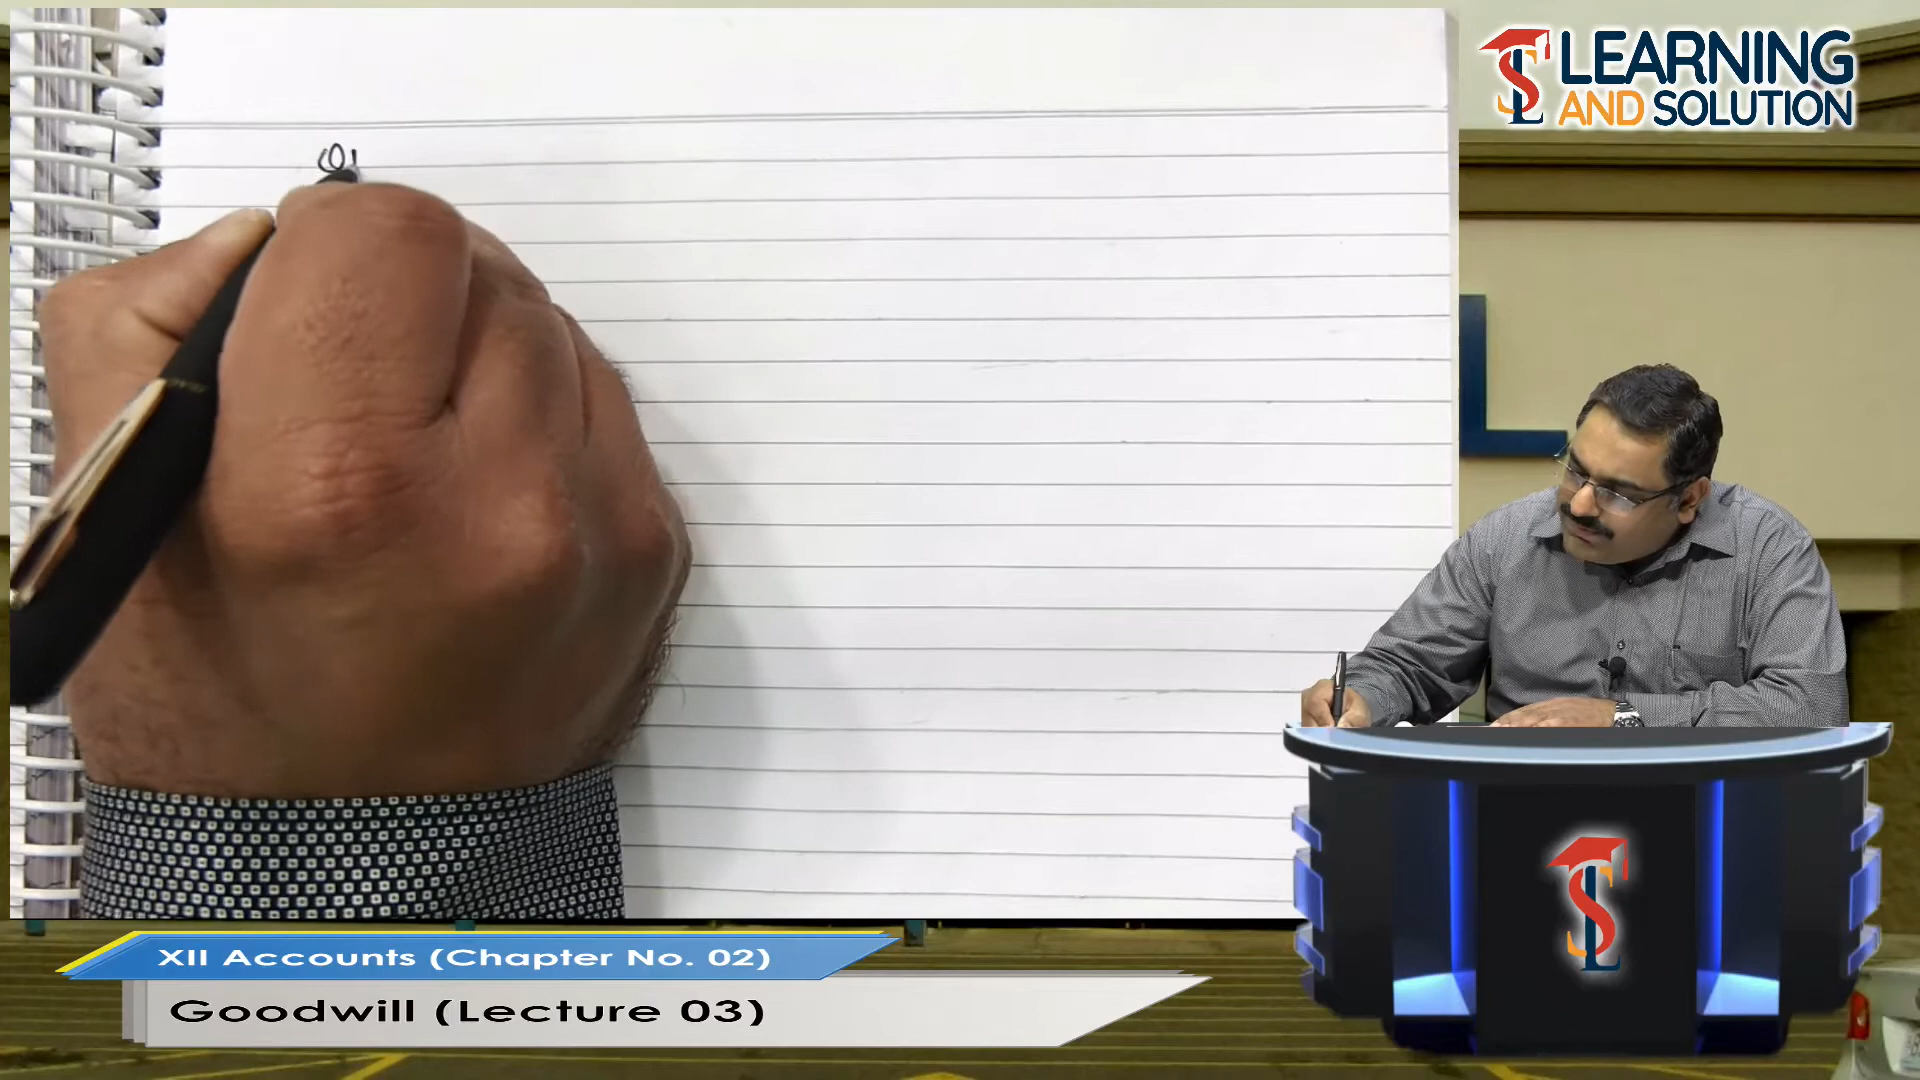 LEARNING
AND SOLUTION
XII Accounts (Chapter No. 02)
Goodwill (Lecture 03)